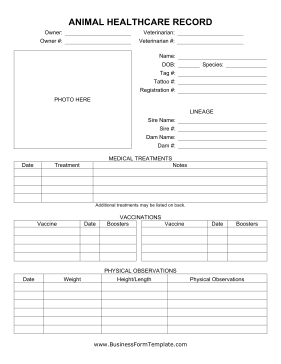 ANIMAL HEALTHCARE RECORD
Owner: Veterinarian:
Owner #: Veterinarian #:
PHOTO HERE
Name:
DOB: Species:
Tag #:
Tattoo #:
Registration #:
LINEAGE
Sire Name:
Sire #:
Dam Name:
Dam #:
MEDICAL TREATMENTS
Date Treatment Notes
Additional treatments may be listed on back.
VACCINATIONS
Vaccine Date Boosters Vaccine Date Boosters
PHYSICAL OBSERVATIONS
Date Weight Height/Length Physical Observations
www.BusinessFormTemplate.com